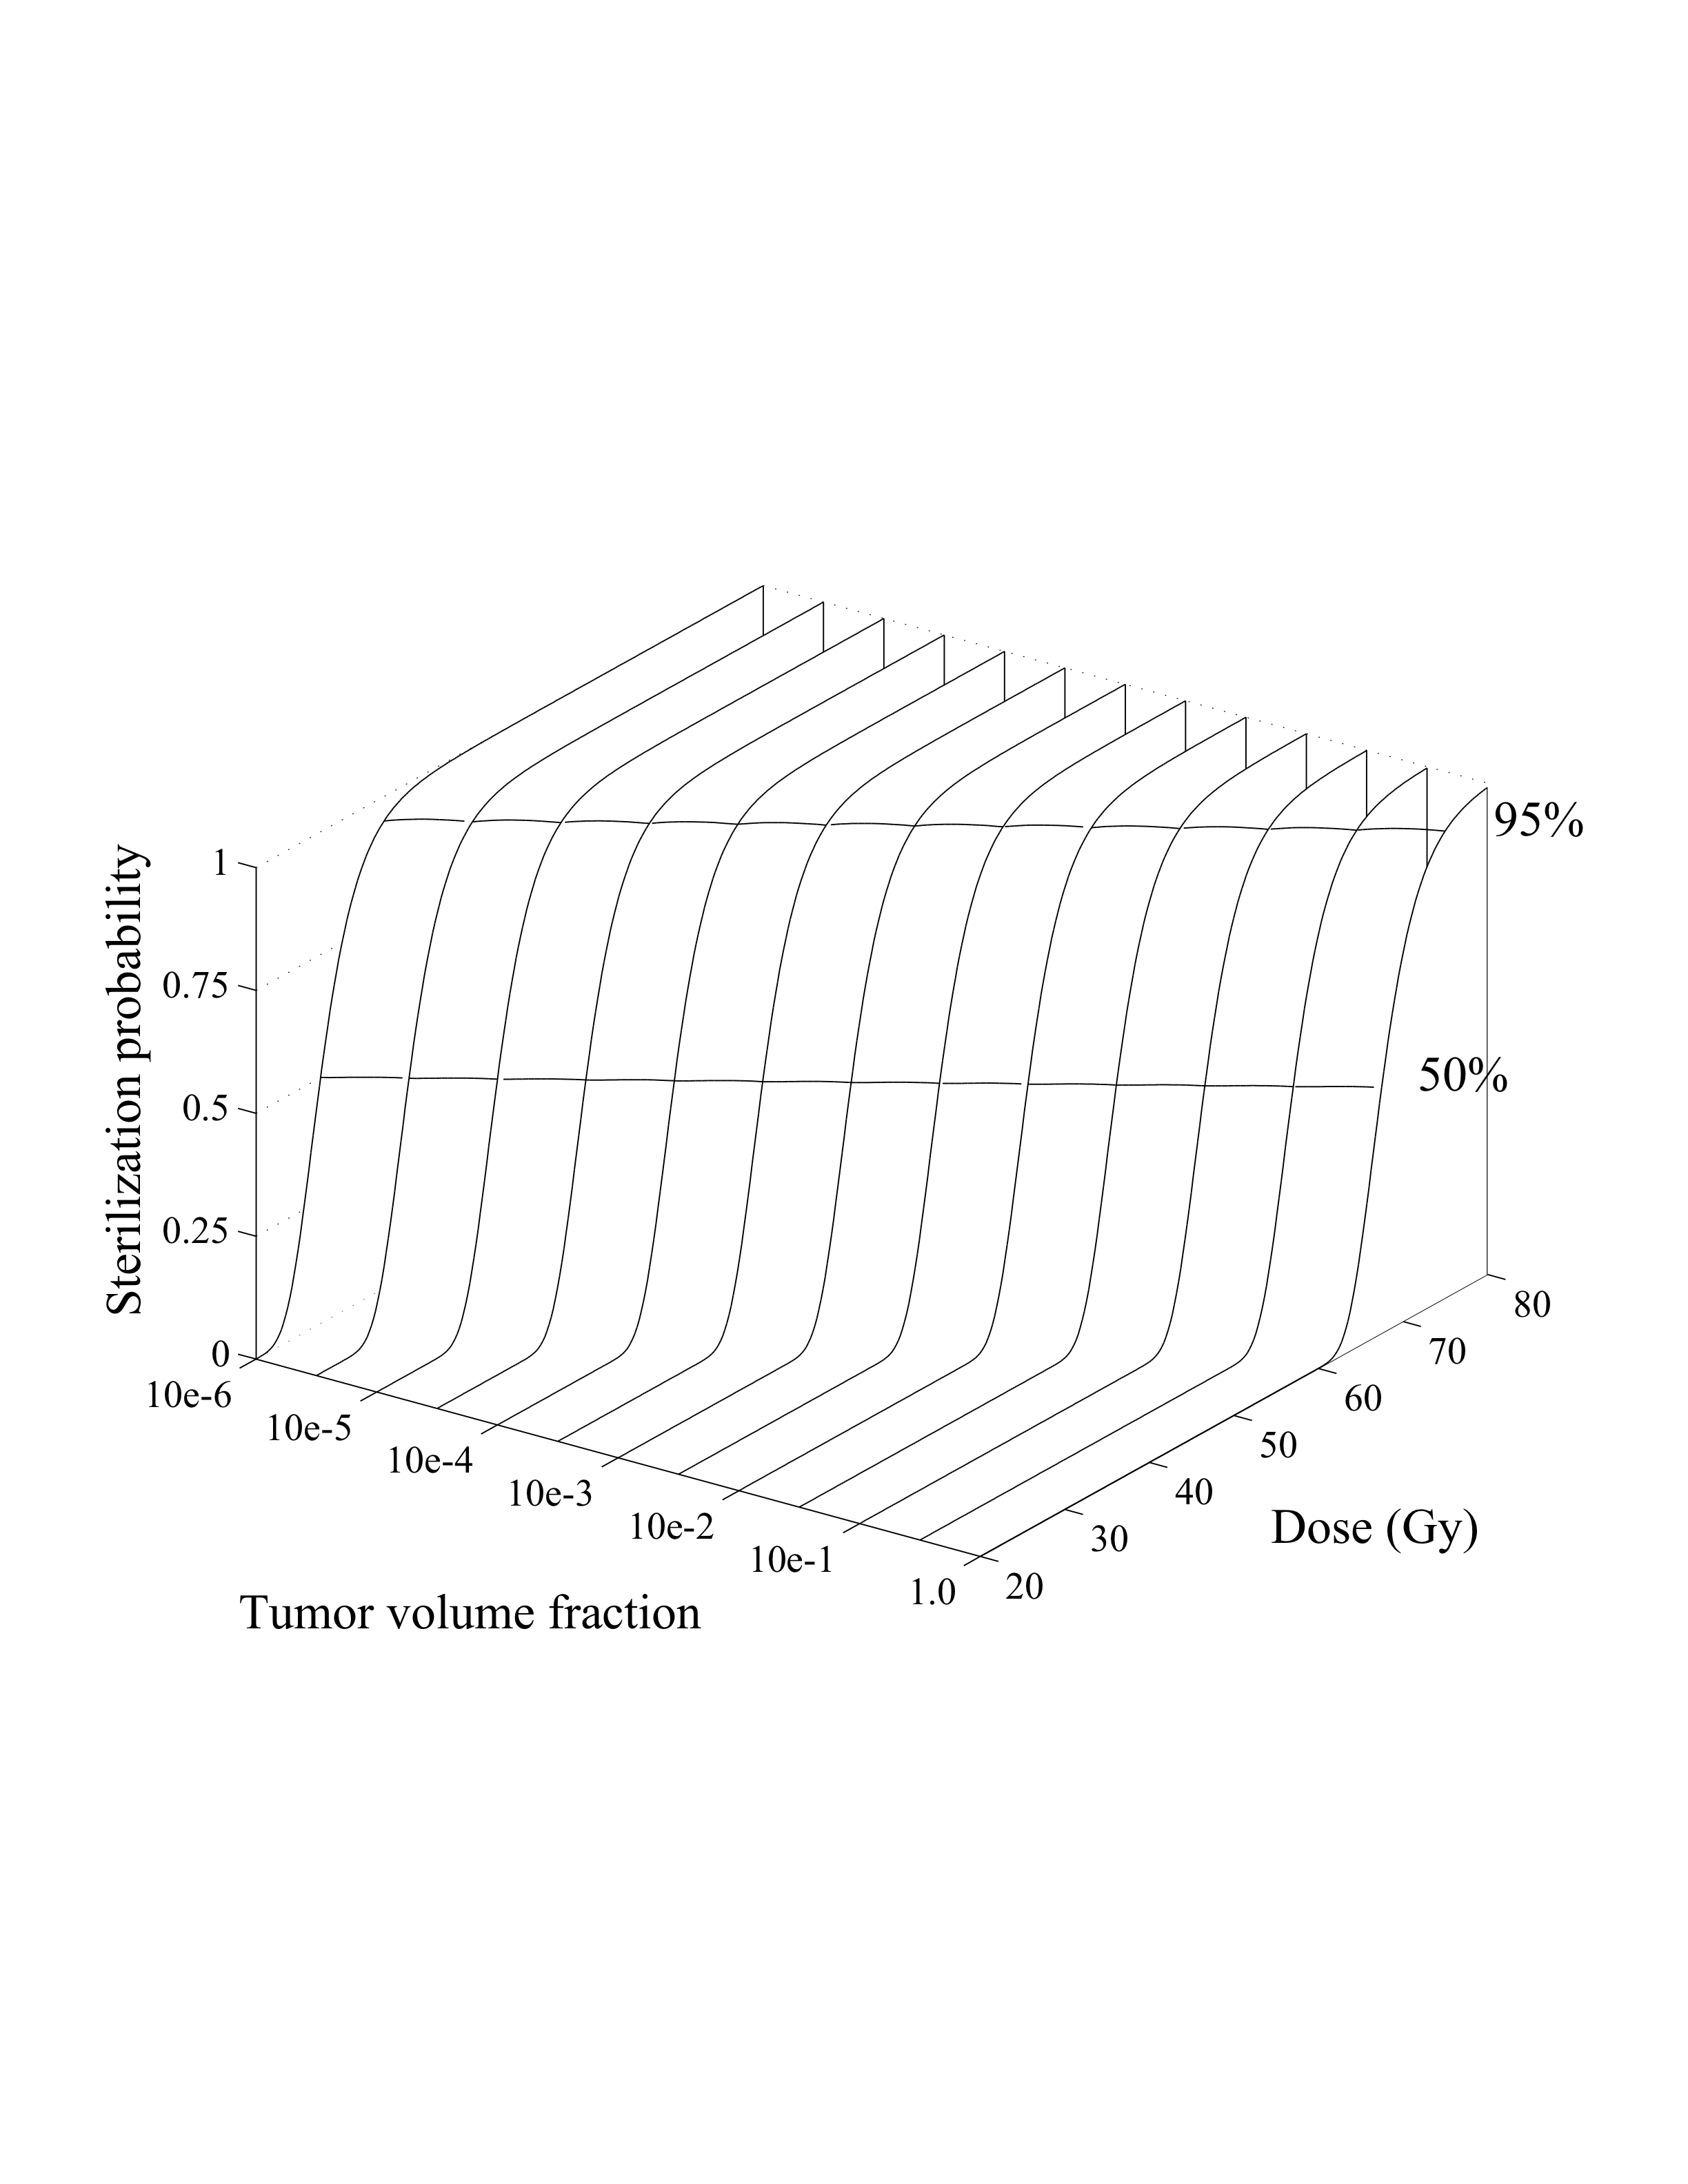 95%
1
0.75
50%
0.5
0.25
0
Sterilization probability
10e-6
10e-5
10e-4
10e-3
10e-2
10e-1
1.0
Tumor volume fraction
20
30
40
50
60
70
80
Dose (Gy)